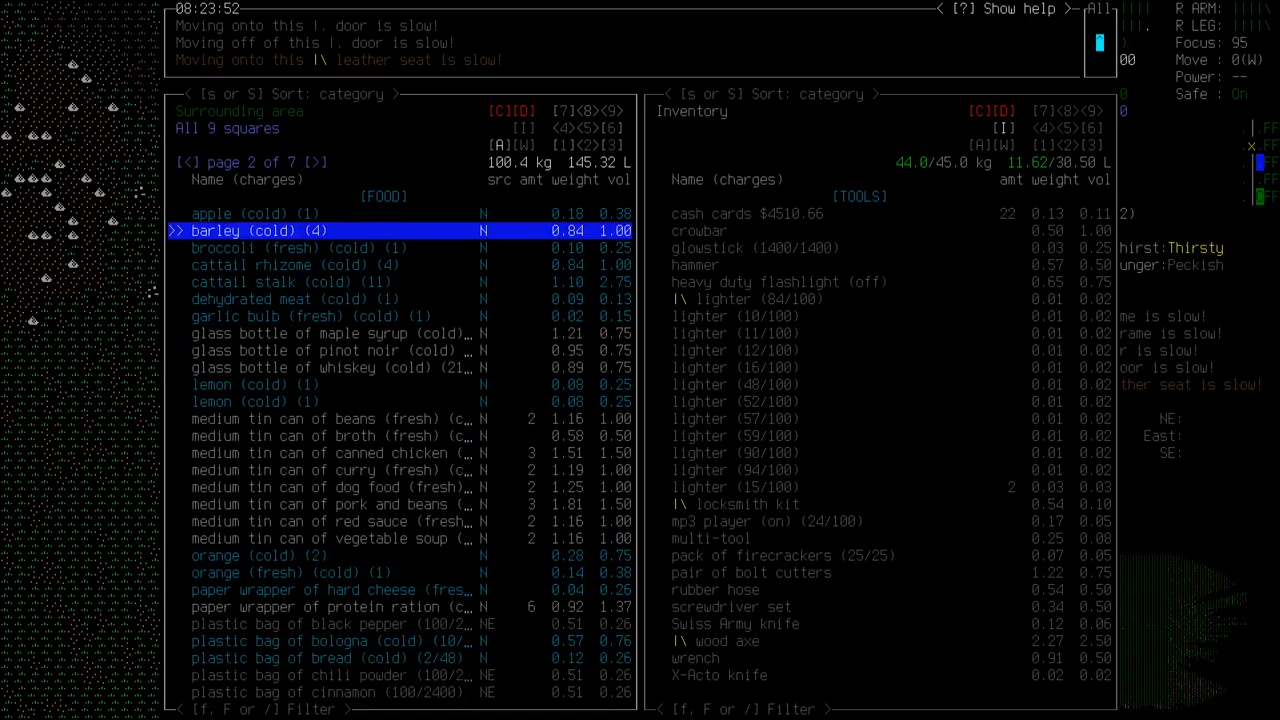 08:23:52
< [?] Show help >
All
Moving onto this |. door is slow!
Moving off of this |. door is slow!
Moving onto this |\ leather seat is slow!
R ARM:
R LEG:
Focus: 95
00
Move : 0(W)
Power: --
Safe : On
< [s or S] Sort: category >
Surrounding area [C][D] [7]<8><9>
All 9 squares [I] <4><5>[6]
[A][W] [1]<2>[3]
[<] page 2 of 7 [>] 100.4 kg 145.32 L
Name (charges) src amt weight vol
[FOOD]
apple (cold) (1) N 0.18 0.38
>> barley (cold) (4) N 0.84 1.00
broccoli (fresh) (cold) (1) N 0.10 0.25
cattail rhizome (cold) (4) N 0.84 1.00
cattail stalk (cold) (11) N 1.10 2.75
dehydrated meat (cold) (1) N 0.09 0.13
garlic bulb (fresh) (cold) (1) N 0.02 0.15
glass bottle of maple syrup (cold)… N 1.21 0.75
glass bottle of pinot noir (cold) … N 0.95 0.75
glass bottle of whiskey (cold) (21… N 0.89 0.75
lemon (cold) (1) N 0.08 0.25
lemon (cold) (1) N 0.08 0.25
medium tin can of beans (fresh) (c… N 2 1.16 1.00
medium tin can of broth (fresh) (c… N 0.58 0.50
medium tin can of canned chicken (… N 3 1.51 1.50
medium tin can of curry (fresh) (c… N 2 1.19 1.00
medium tin can of dog food (fresh)… N 2 1.25 1.00
medium tin can of pork and beans (… N 3 1.81 1.50
medium tin can of red sauce (fresh… N 2 1.16 1.00
medium tin can of vegetable soup (… N 2 1.16 1.00
orange (cold) (2) N 0.28 0.75
orange (fresh) (cold) (1) N 0.14 0.38
paper wrapper of hard cheese (fres… N 0.04 0.26
paper wrapper of protein ration (c… N 6 0.92 1.37
plastic bag of black pepper (100/2… NE 0.51 0.26
plastic bag of bologna (cold) (10/… N 0.57 0.76
plastic bag of bread (cold) (2/48) N 0.12 0.26
plastic bag of chili powder (100/2… NE 0.51 0.26
plastic bag of cinnamon (100/2400) NE 0.51 0.26
< [f, F or /] Filter >
< [s or S] Sort: category >
Inventory [C][D] [7]<8><9>
[I] <4><5>[6]
[A][W] [1]<2>[3]
44.0/45.0 kg 11.62/30.50 L
Name (charges) amt weight vol
[TOOLS]
cash cards $4510.66 22 0.13 0.11
crowbar 0.50 1.00
glowstick (1400/1400) 0.03 0.25
hammer 0.57 0.50
heavy duty flashlight (off) 0.65 0.75
|\ lighter (84/100) 0.01 0.02
lighter (10/100) 0.01 0.02
lighter (11/100) 0.01 0.02
lighter (12/100) 0.01 0.02
lighter (16/100) 0.01 0.02
lighter (48/100) 0.01 0.02
lighter (52/100) 0.01 0.02
lighter (57/100) 0.01 0.02
lighter (59/100) 0.01 0.02
lighter (90/100) 0.01 0.02
lighter (94/100) 0.01 0.02
lighter (15/100) 2 0.03 0.03
|\ locksmith kit 0.54 0.10
mp3 player (on) (24/100) 0.17 0.05
multi-tool 0.25 0.08
pack of firecrackers (25/25) 0.07 0.05
pair of bolt cutters 1.22 0.75
rubber hose 0.54 0.50
screwdriver set 0.34 0.50
Swiss Army knife 0.12 0.06
|\ wood axe 2.27 2.50
wrench 0.91 0.50
X-Acto knife 0.02 0.02
< [f, F or /] Filter >
0
2)
hirst:Thirsty
unger:Peckish
me is slow!
rame is slow!
r is slow!
oor is slow!
ther seat is slow!
NE:
East:
SE: